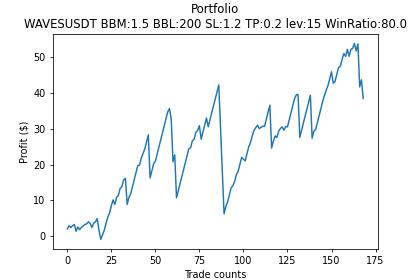 Portfolio
WAVESUSDT BBM:1.5 BBL:200 SL:1.2 TP:0.2 lev:15 WinRatio:80.0
Profit ($)
50
40
30
20
10
0
0 25 50 75 100 125 150 175
Trade counts